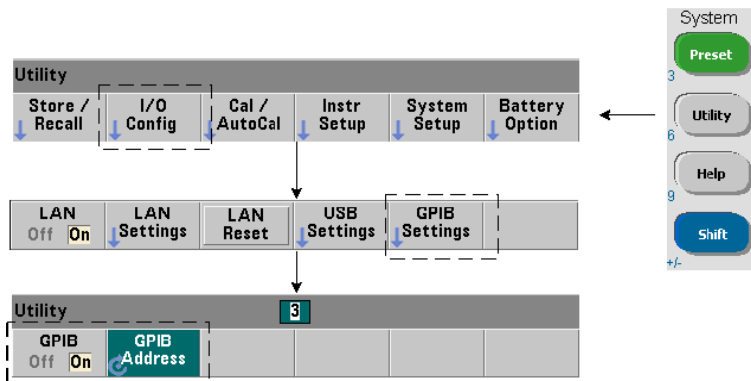 System
Preset
3
Utility
6
Help
9
Shift
+/-
Utility
Store / Recall
I/O Config
Cal / AutoCal
Instr Setup
System Setup
Battery Option
LAN
Off On
LAN Settings
LAN Reset
USB Settings
GPIB Settings
Utility
3
GPIB
Off On
GPIB Address